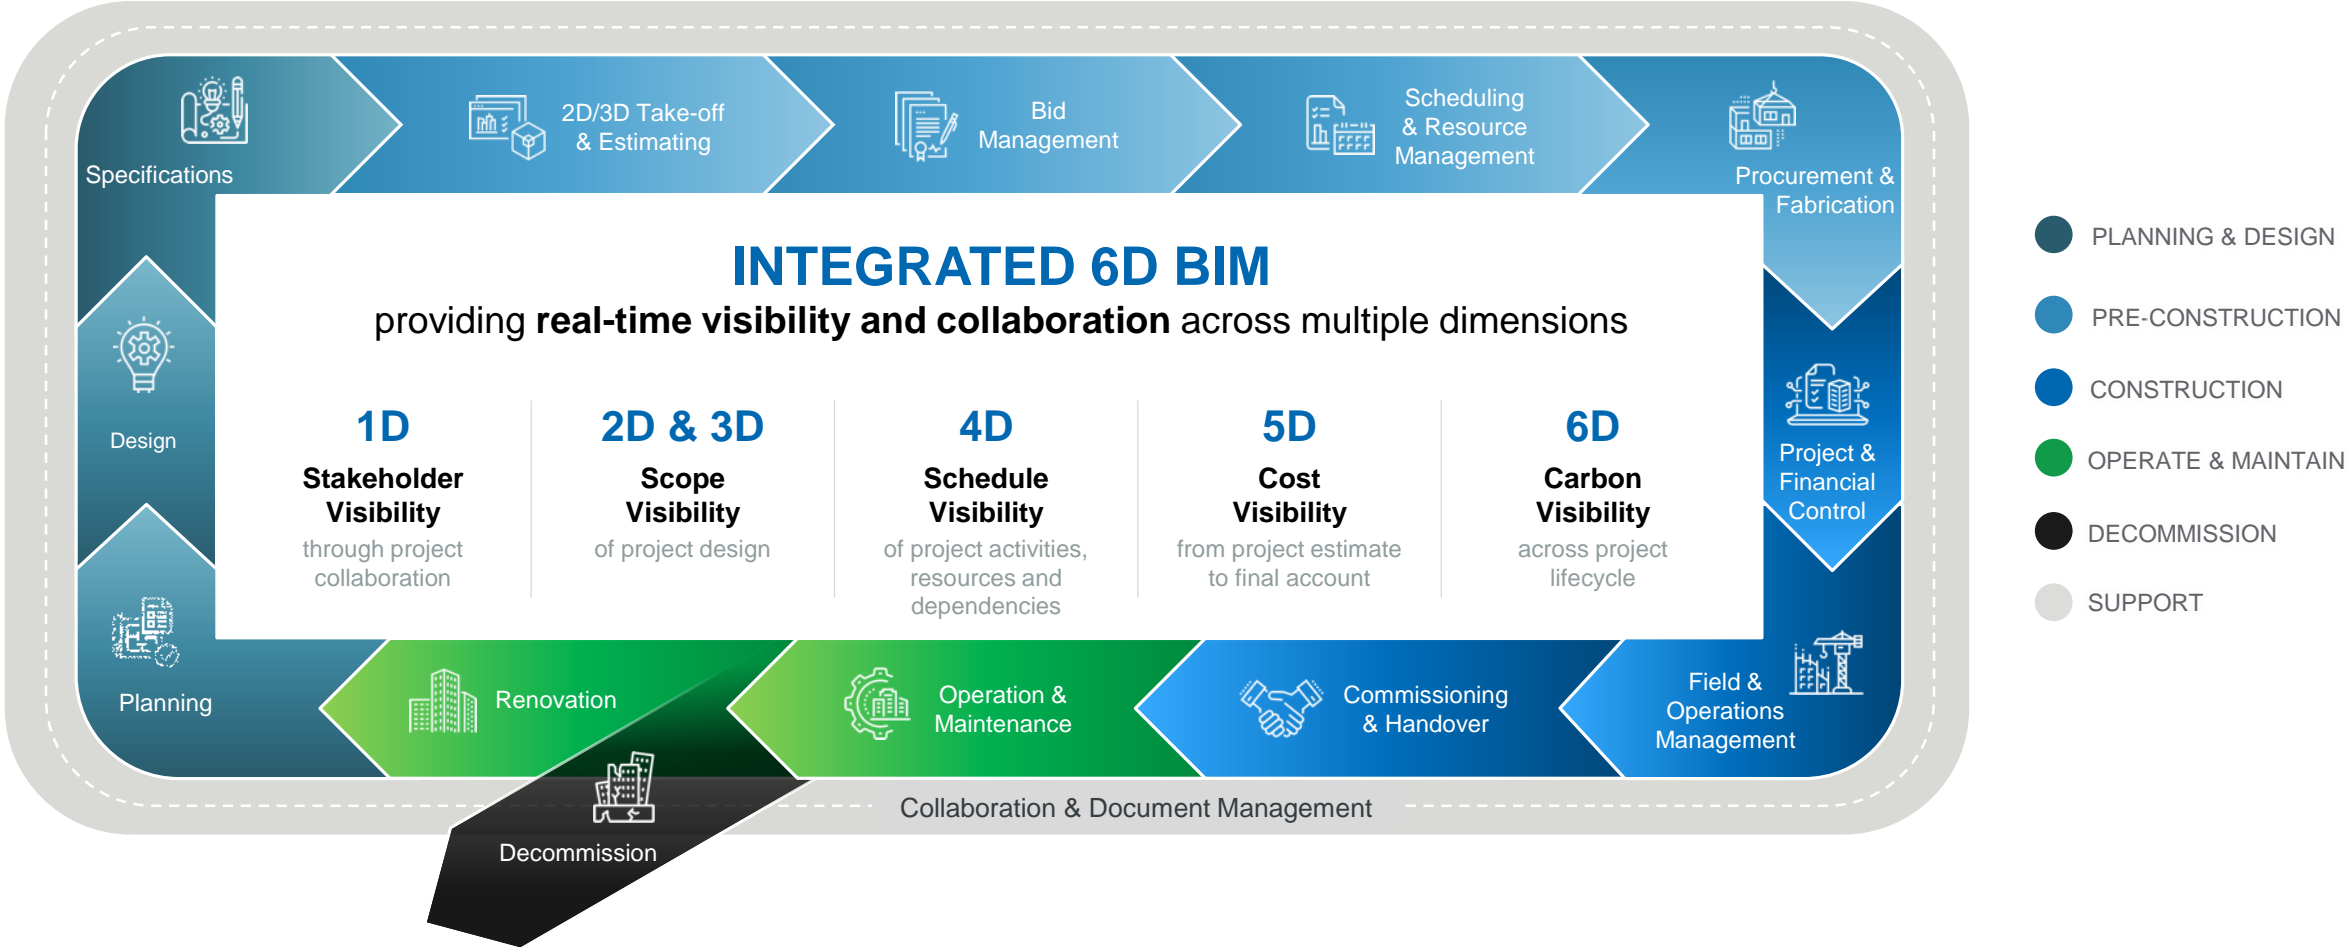 Specifications
2D/3D Take-off
& Estimating
Bid
Management
Scheduling
& Resource
Management
Procurement &
Fabrication
INTEGRATED 6D BIM
providing real-time visibility and collaboration across multiple dimensions
1D
Stakeholder
Visibility
through project
collaboration
2D & 3D
Scope
Visibility
of project design
4D
Schedule
Visibility
of project activities,
resources and
dependencies
5D
Cost
Visibility
from project estimate
to final account
6D
Carbon
Visibility
across project
lifecycle
Design
Planning
Project &
Financial
Control
Renovation
Operation &
Maintenance
Commissioning
& Handover
Field &
Operations
Management
Decommission
Collaboration & Document Management
PLANNING & DESIGN
PRE-CONSTRUCTION
CONSTRUCTION
OPERATE & MAINTAIN
DECOMMISSION
SUPPORT